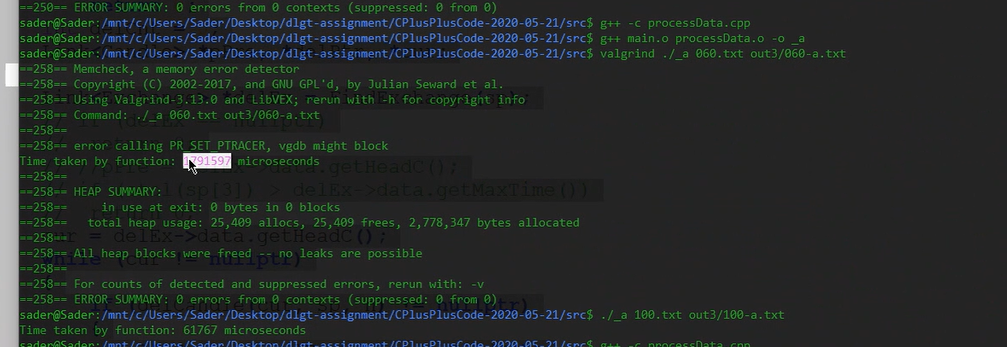 ==250== ERROR SUMMARY: 0 errors from 0 contexts (suppressed: 0 from 0)
sader@Sader:/mnt/c/Users/Sader/Desktop/dlgt-assignment/CPlusPlusCode-2020-05-21/src$ g++ -c processData.cpp
sader@Sader:/mnt/c/Users/Sader/Desktop/dlgt-assignment/CPlusPlusCode-2020-05-21/src$ g++ main.o processData.o -o _a
sader@Sader:/mnt/c/Users/Sader/Desktop/dlgt-assignment/CPlusPlusCode-2020-05-21/src$ valgrind ./_a 060.txt out3/060-a.txt
==258== Memcheck, a memory error detector
==258== Copyright (C) 2002-2017, and GNU GPL'd, by Julian Seward et al.
==258== Using Valgrind-3.13.0 and LibVEX; rerun with -h for copyright info
==258== Command: ./_a 060.txt out3/060-a.txt
==258==
==258== error calling PR_SET_PTRACER, vgdb might block
Time taken by function: 1791597 microseconds
==258==
==258== HEAP SUMMARY:
==258==     in use at exit: 0 bytes in 0 blocks
==258==   total heap usage: 25,409 allocs, 25,409 frees, 2,778,347 bytes allocated
==258==
==258== All heap blocks were freed -- no leaks are possible
==258==
==258== For counts of detected and suppressed errors, rerun with: -v
==258== ERROR SUMMARY: 0 errors from 0 contexts (suppressed: 0 from 0)
sader@Sader:/mnt/c/Users/Sader/Desktop/dlgt-assignment/CPlusPlusCode-2020-05-21/src$ ./_a 100.txt out3/100-a.txt
Time taken by function: 61767 microseconds
sader@Sader:/mnt/c/Users/Sader/Desktop/dlgt-assignment/CPlusPlusCode-2020-05-21/src$ g++ -c processData.cpp